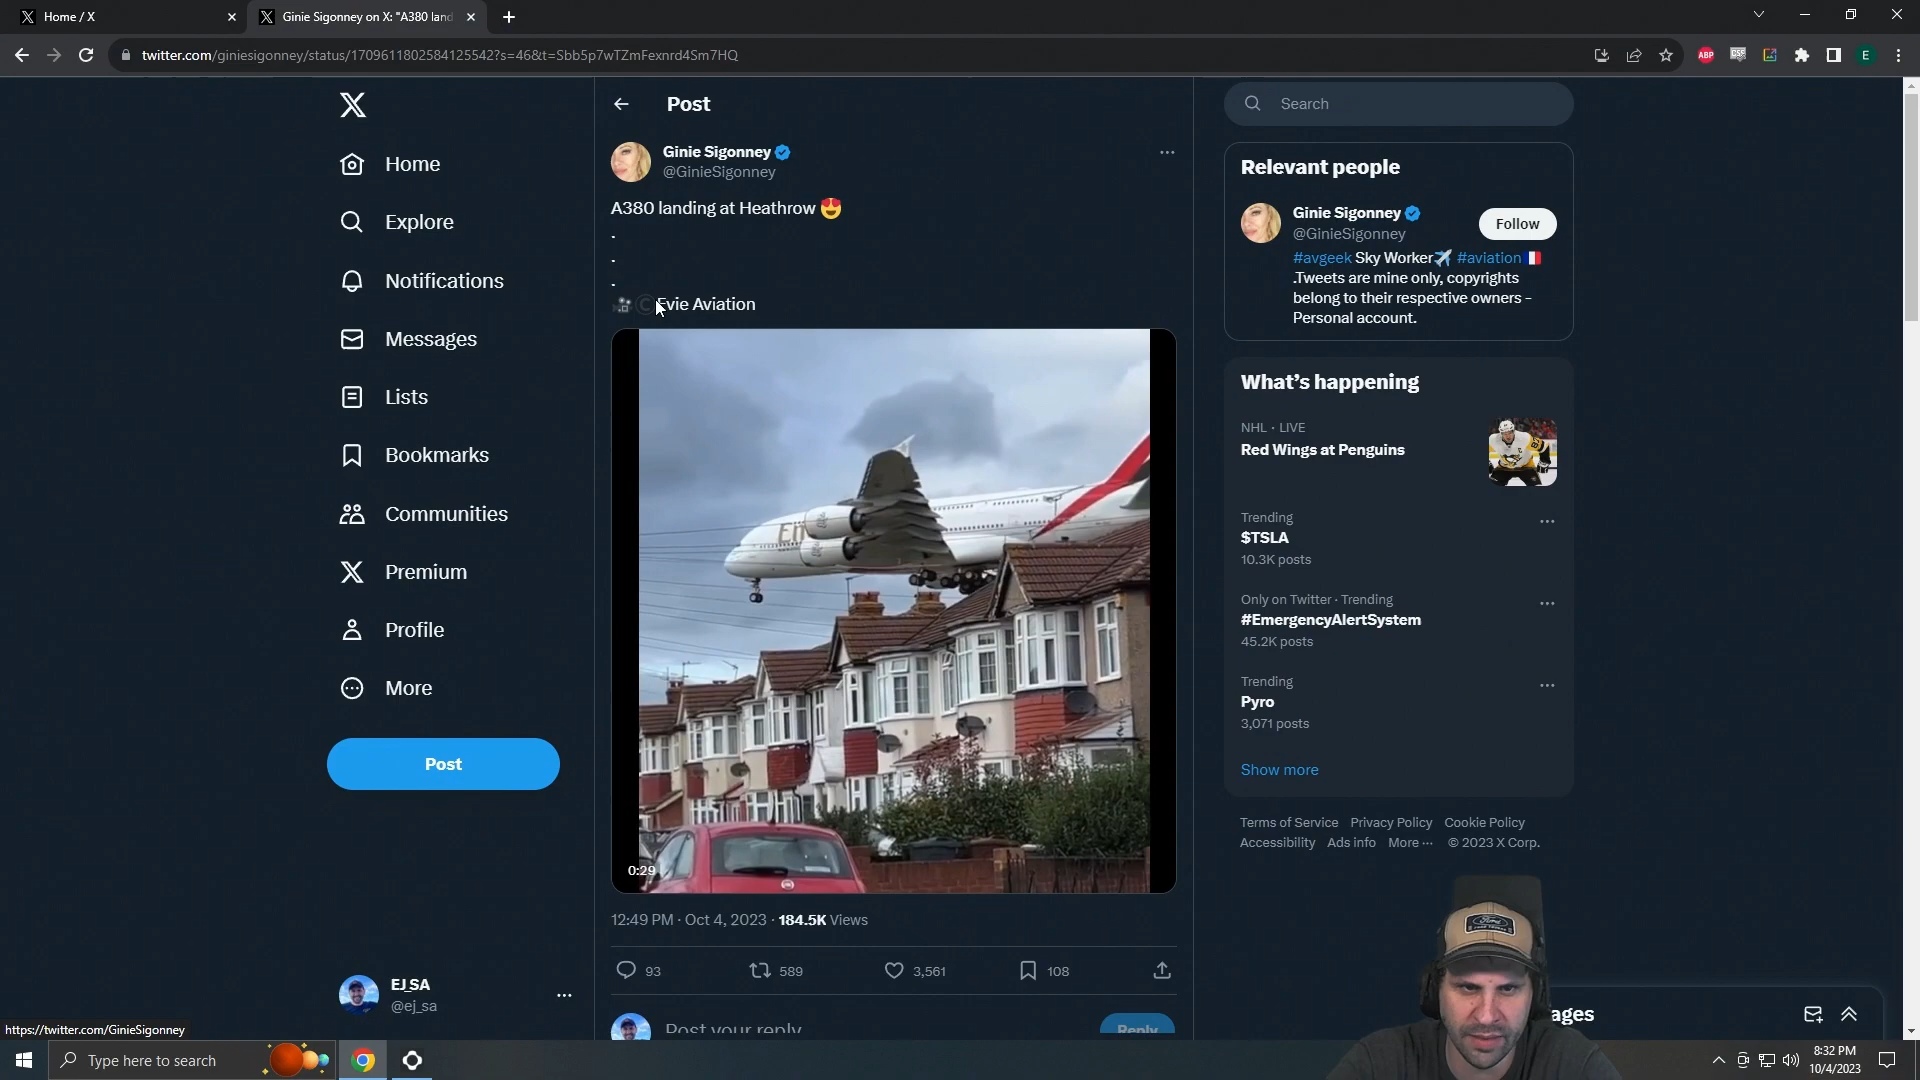 Home / X
Ginie Sigonney on X: "A380 land
twitter.com/giniesigonney/status/1709611802584125542?s=46&t=Sbb5p7wTZmFexnrd4Sm7HQ
ABP
E
Home
Explore
Notifications
Messages
Lists
Bookmarks
Communities
Premium
Profile
More
Post
EJ_SA
@ej_sa
https://twitter.com/GinieSigonney
Post
Ginie Sigonney
@GinieSigonney
A380 landing at Heathrow 😍
.
.
.
🎥©Evie Aviation
0:29
12:49 PM · Oct 4, 2023 · 184.5K Views
93
589
3,561
108
Post your reply
Reply
Search
Relevant people
Ginie Sigonney
@GinieSigonney
Follow
#avgeek Sky Worker✈️ #aviation🇫🇷
.Tweets are mine only, copyrights
belong to their respective owners -
Personal account.
What's happening
NHL · LIVE
Red Wings at Penguins
Trending
$TSLA
10.3K posts
Only on Twitter · Trending
#EmergencyAlertSystem
45.2K posts
Trending
Pyro
3,071 posts
Show more
Terms of Service Privacy Policy Cookie Policy
Accessibility Ads info More ··· © 2023 X Corp.
Ford
ages
Type here to search
8:32 PM
10/4/2023